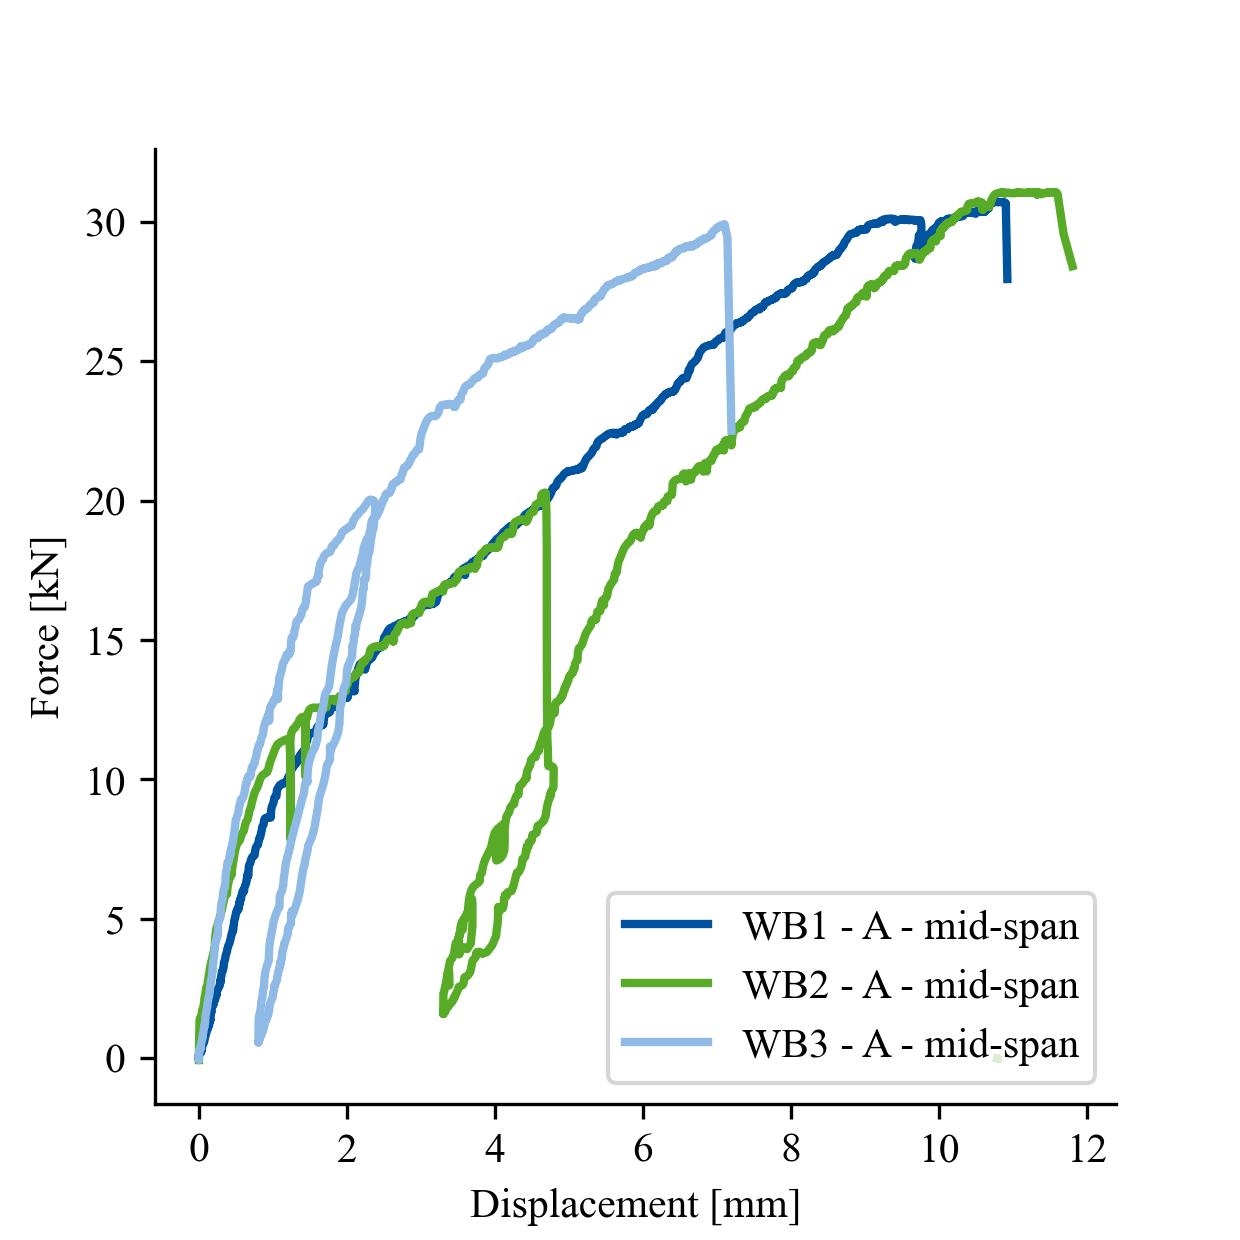 30
25
20
15
10
5
0
Force [kN]
WB1 - A - mid-span
WB2 - A - mid-span
WB3 - A - mid-span
0 2 4 6 8 10 12
Displacement [mm]